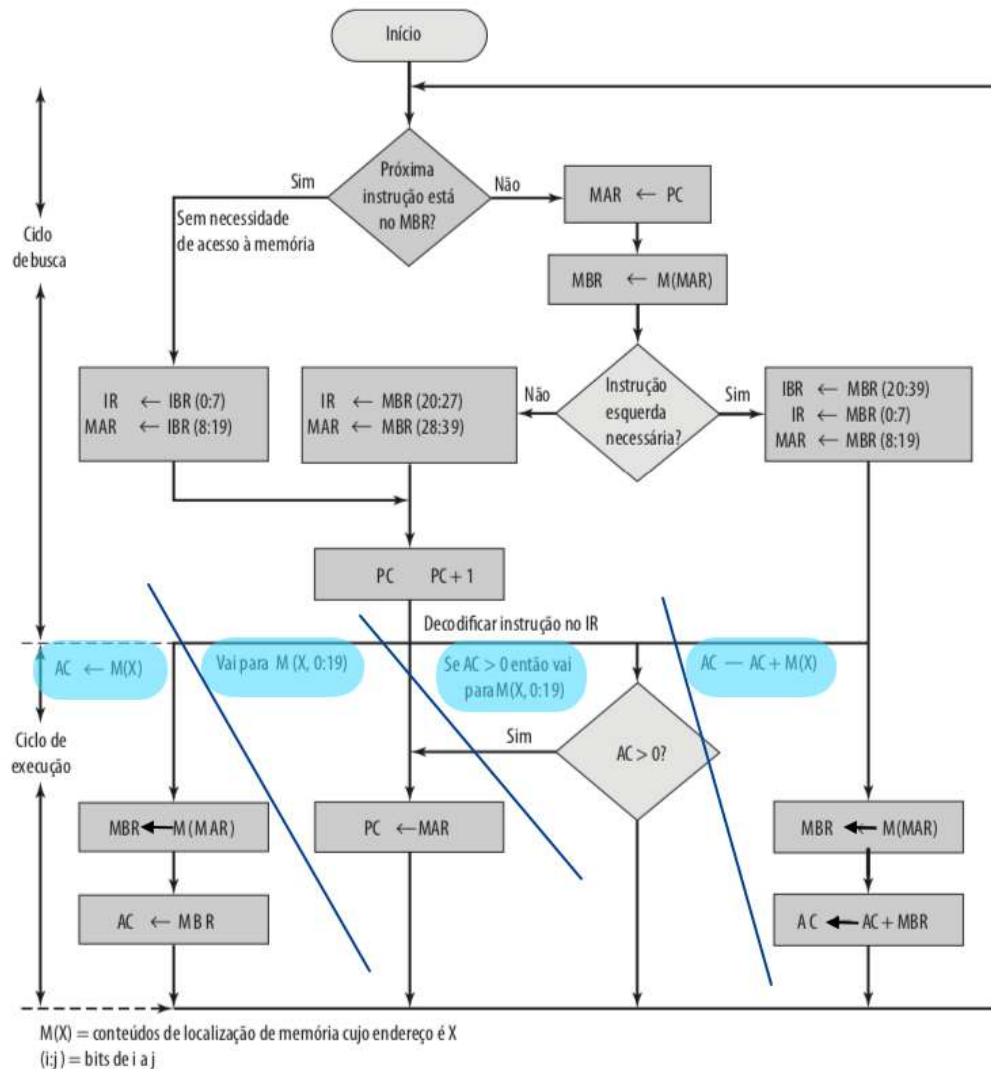 Início
Próxima
instrução está
no MBR?
Sim
Não
Sem necessidade
de acesso à memória
MAR ← PC
MBR ← M(MAR)
Ciclo
de busca
IR ← IBR (0:7)
MAR ← IBR (8:19)
IR ← MBR (20:27)
MAR ← MBR (28:39)
Não
Instrução
esquerda
necessária?
Sim
IBR ← MBR (20:39)
IR ← MBR (0:7)
MAR ← MBR (8:19)
PC PC + 1
Decodificar instrução no IR
AC ← M(X)
Vai para M (X, 0:19)
Se AC > 0 então vai
para M(X, 0:19)
AC — AC + M(X)
Ciclo de
execução
Sim
AC > 0?
MBR ← M(MAR)
PC ← MAR
MBR ← M(MAR)
AC ← MBR
AC ← AC + MBR
M(X) = conteúdos de localização de memória cujo endereço é X
(i:j) = bits de i a j